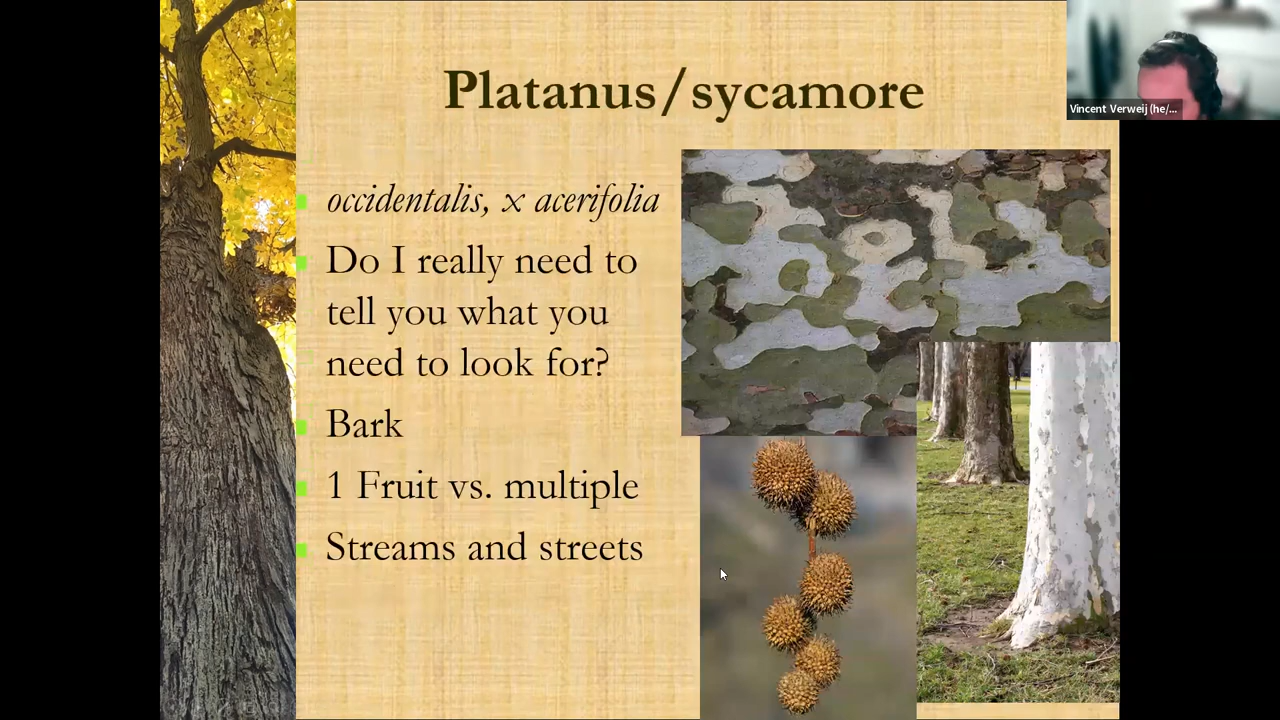 Platanus/sycamore
Vincent Verweij (he/...
occidentalis, x acerifolia
Do I really need to
tell you what you
need to look for?
Bark
1 Fruit vs. multiple
Streams and streets